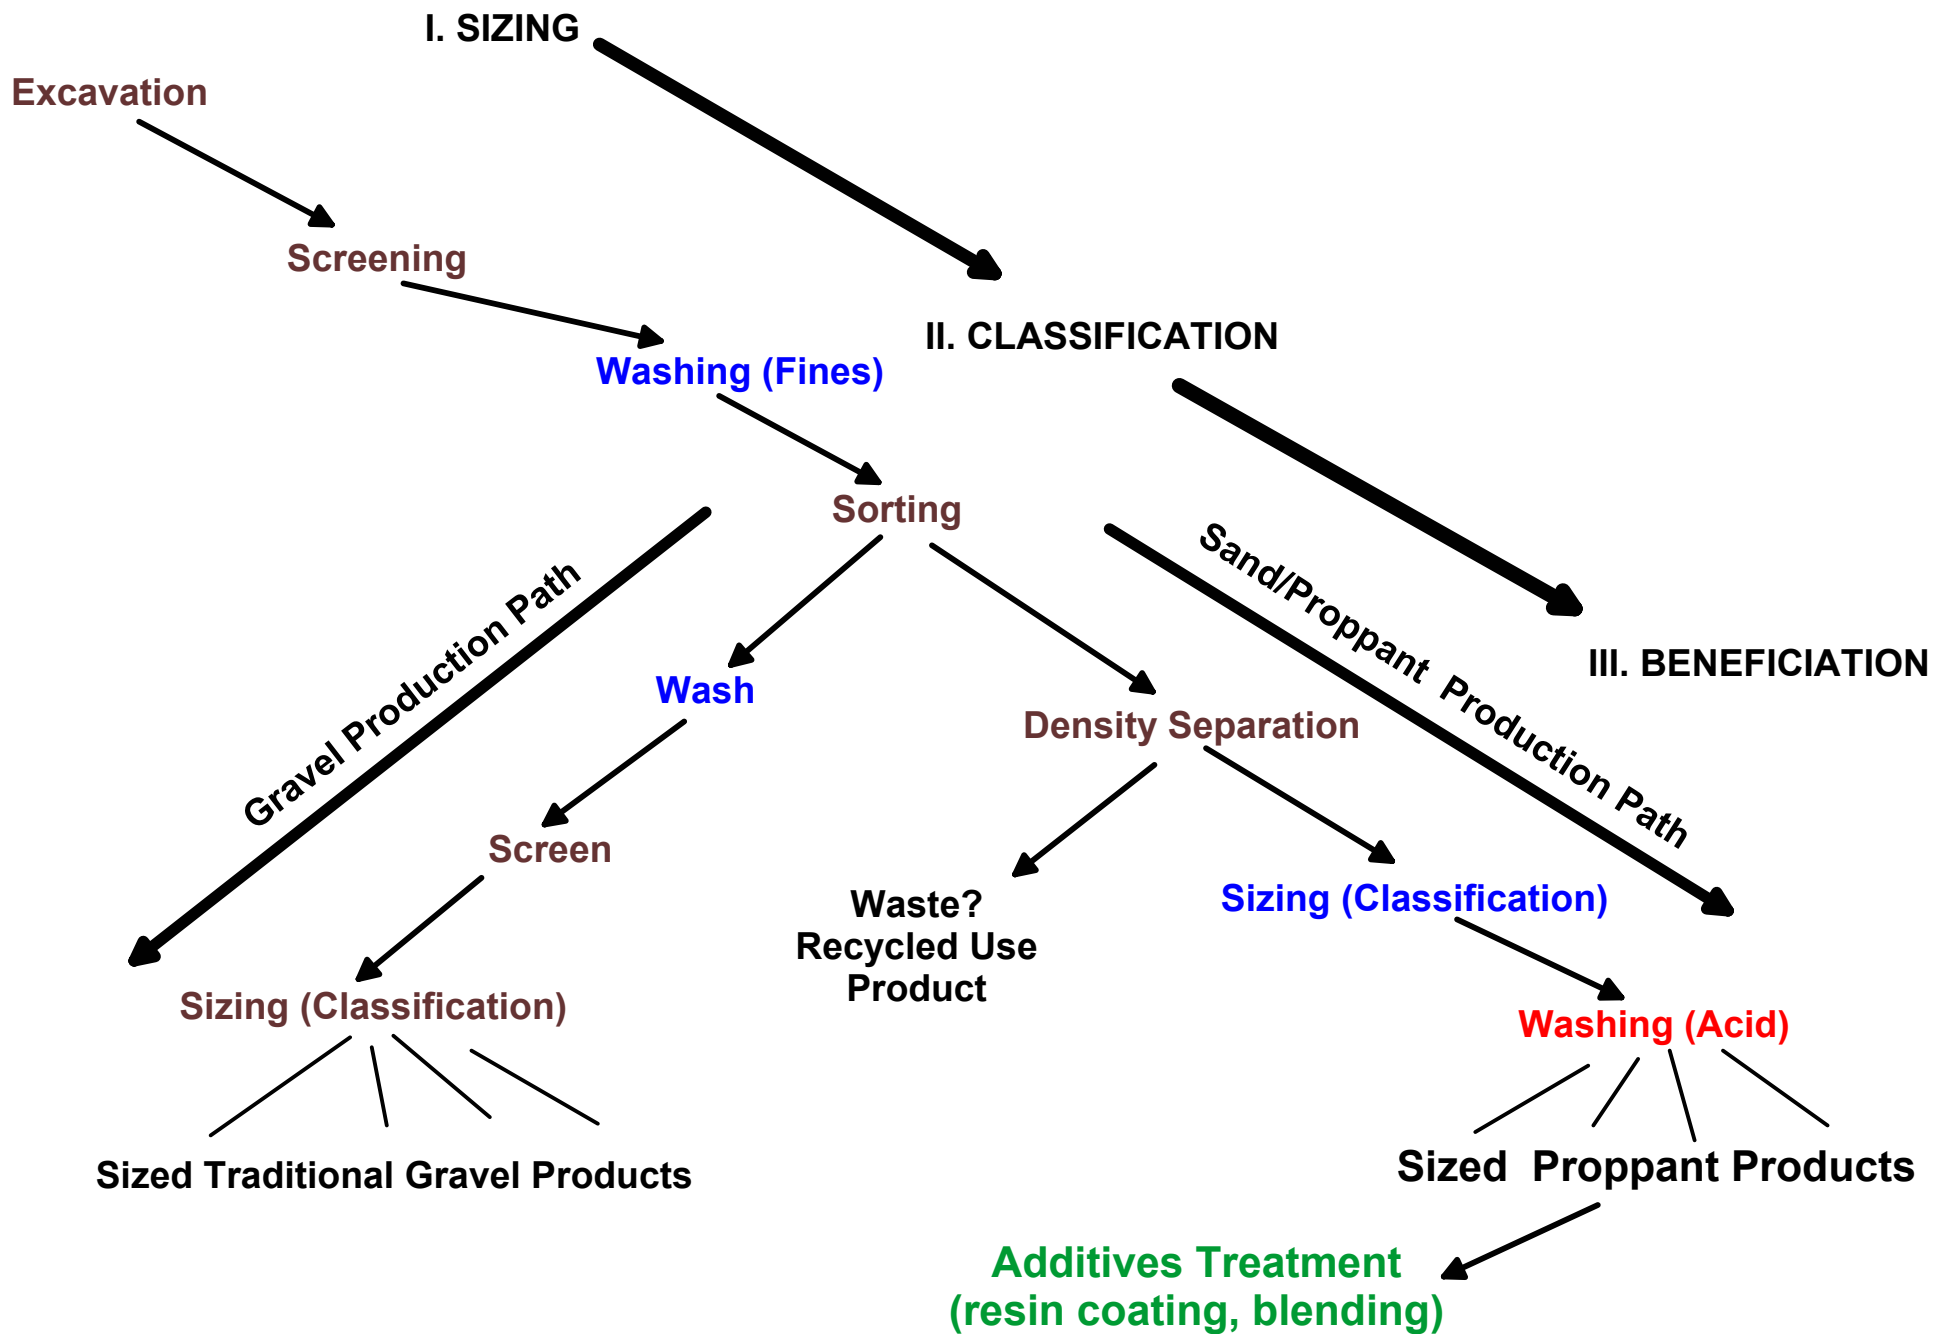 I. SIZING
Excavation
Screening
II. CLASSIFICATION
Washing (Fines)
Sorting
Gravel Production Path
Sand/Proppant Production Path
III. BENEFICIATION
Wash
Density Separation
Screen
Waste?
Recycled Use
Product
Sizing (Classification)
Sizing (Classification)
Washing (Acid)
Sized Traditional Gravel Products
Sized Proppant Products
Additives Treatment
(resin coating, blending)